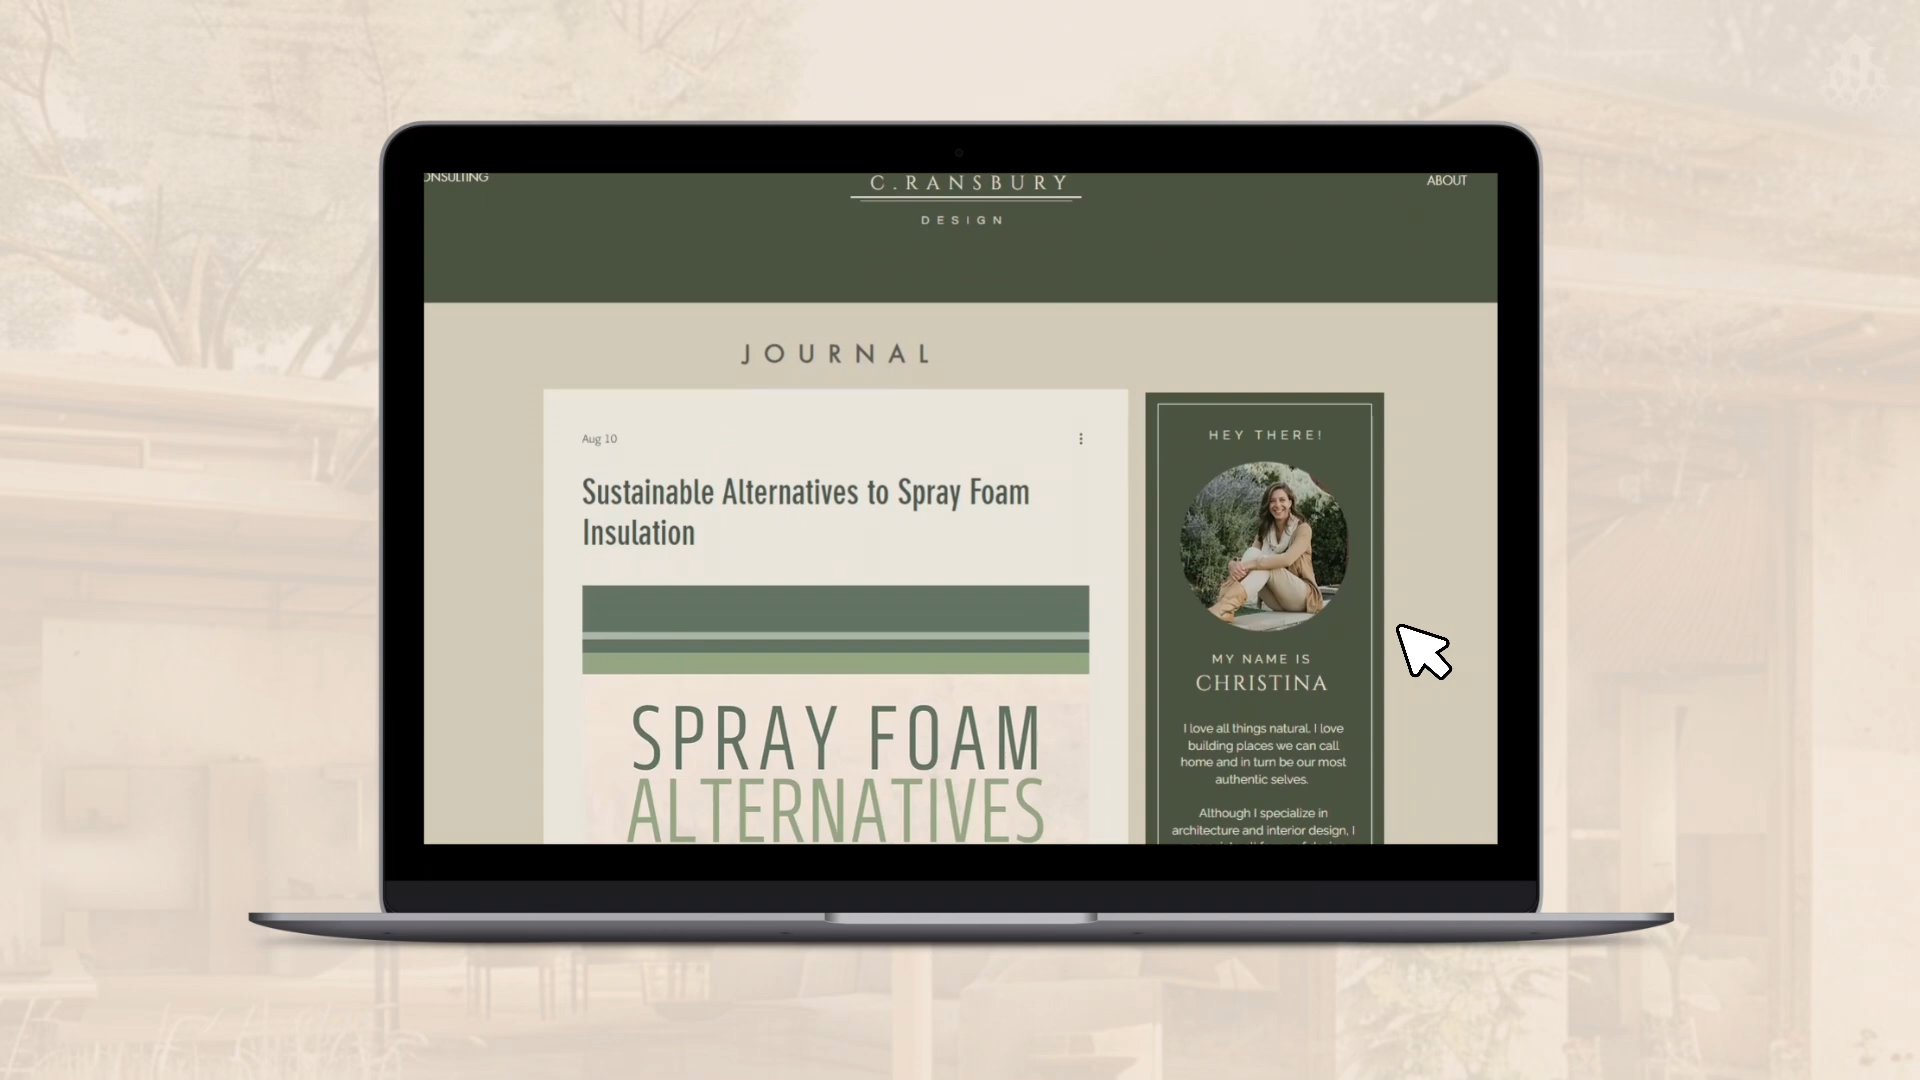 ONSULTING
C.RANSBURY
DESIGN
ABOUT
JOURNAL
Aug 10
Sustainable Alternatives to Spray Foam
Insulation
SPRAY FOAM
ALTERNATIVES
HEY THERE!
MY NAME IS
CHRISTINA
I love all things natural. I love
building places we can call
home and in turn be our most
authentic selves.
Although I specialize in
architecture and interior design, I